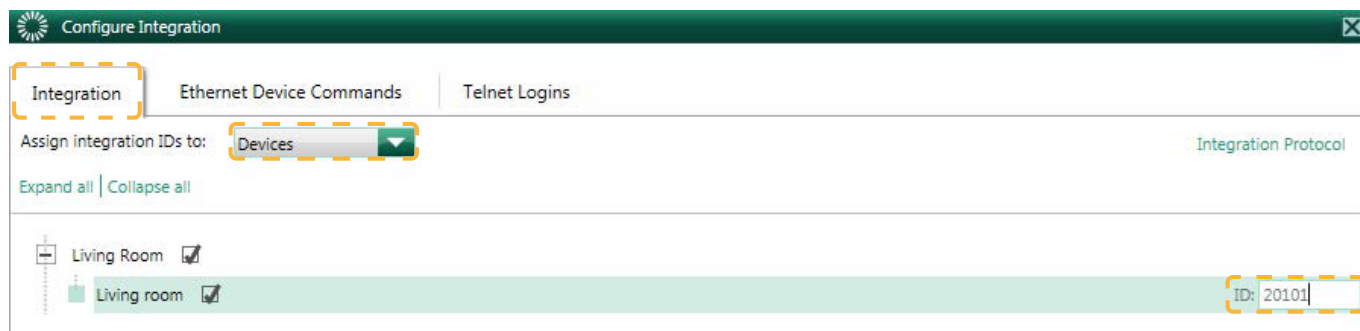 Configure Integration
Integration Ethernet Device Commands Telnet Logins
Assign integration IDs to: Devices Integration Protocol
Expand all | Collapse all
Living Room
Living room ID: 20101